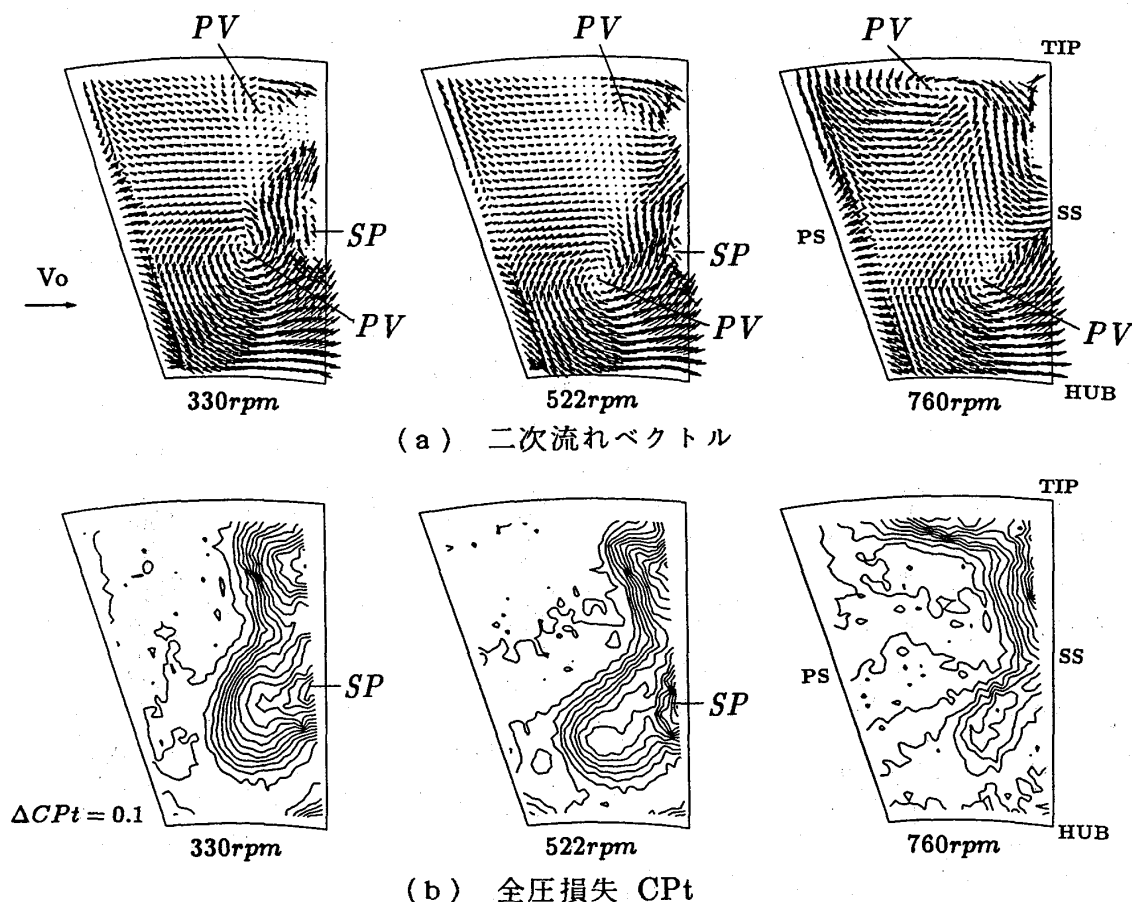 PV PV PV TIP
Vo SP SP PS SS
PV PV PV
330rpm 522rpm 760rpm HUB
(a) 二次流れベクトル
TIP
SP SP PS SS
ΔCPt = 0.1
330rpm 522rpm 760rpm HUB
(b) 全圧損失 CPt